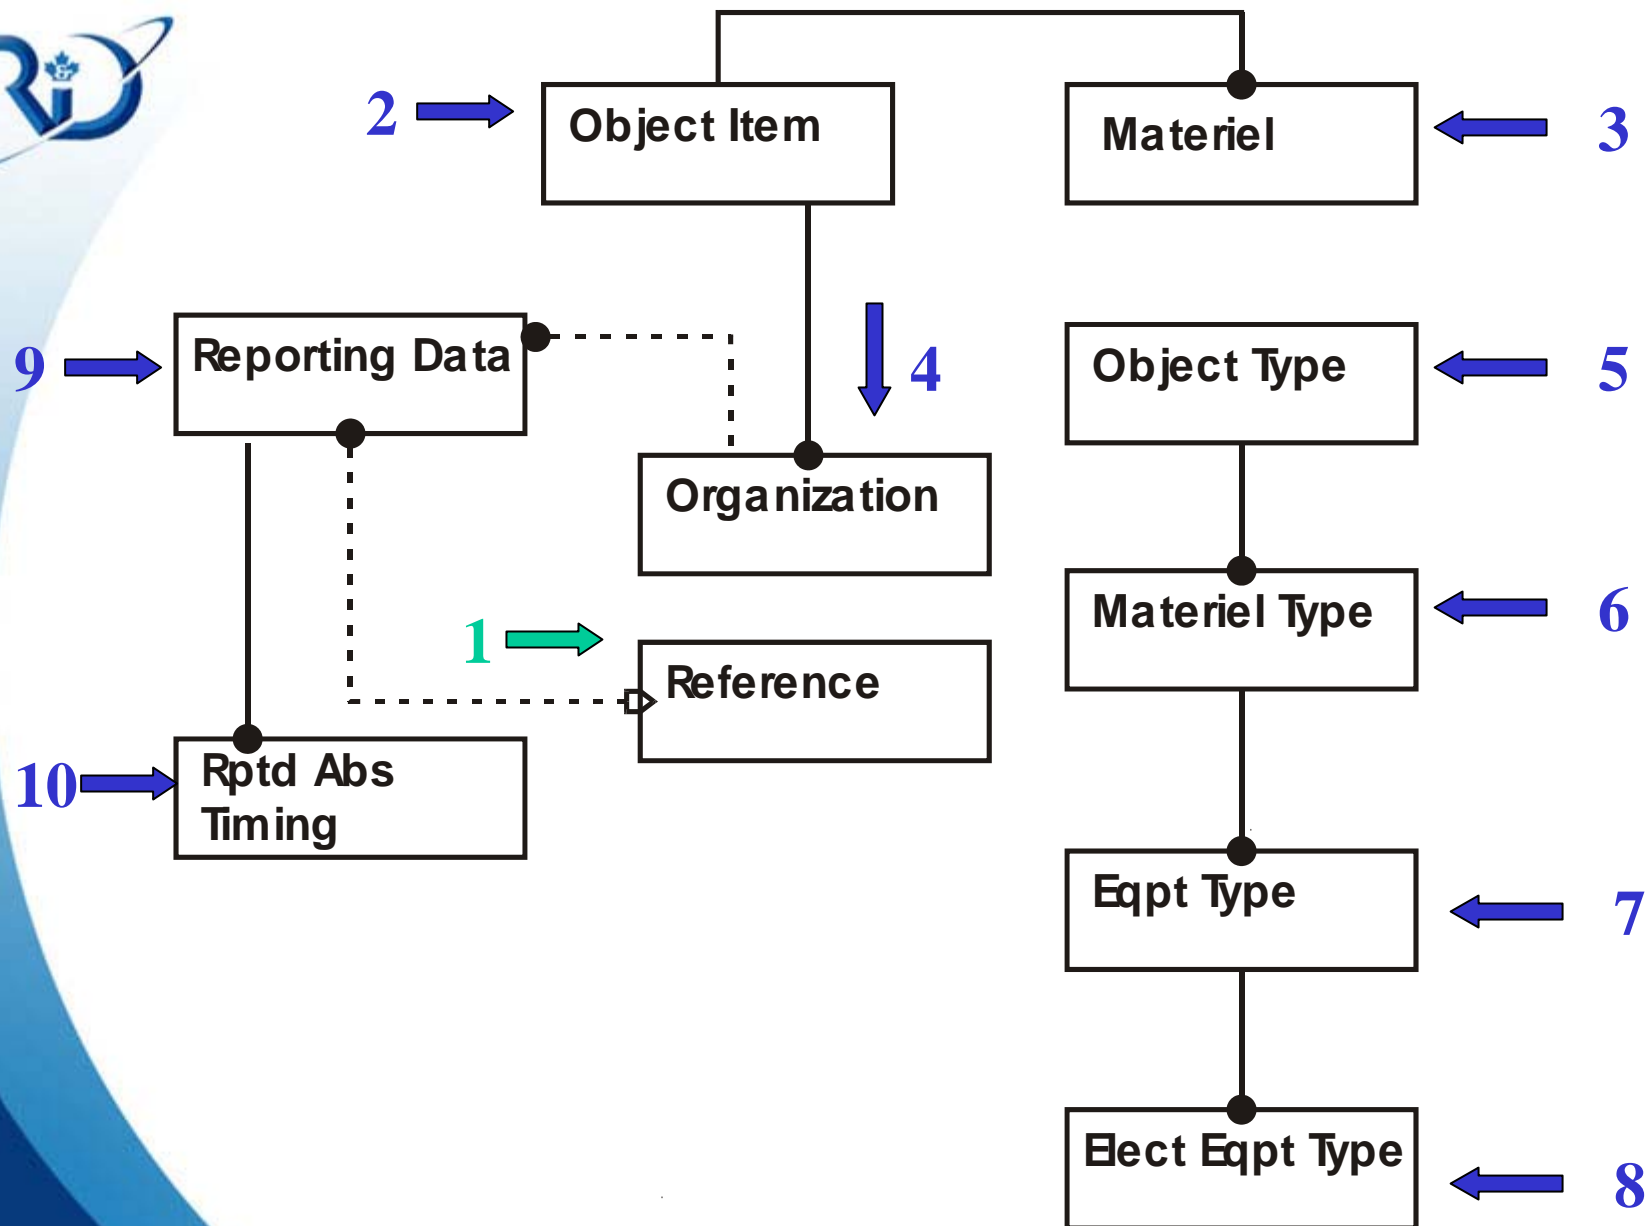 R&D
2
Object Item
Materiel
3
9
Reporting Data
4
Object Type
5
Organization
Materiel Type
6
1
Reference
10
Rptd Abs
Timing
Eqpt Type
7
Elect Eqpt Type
8